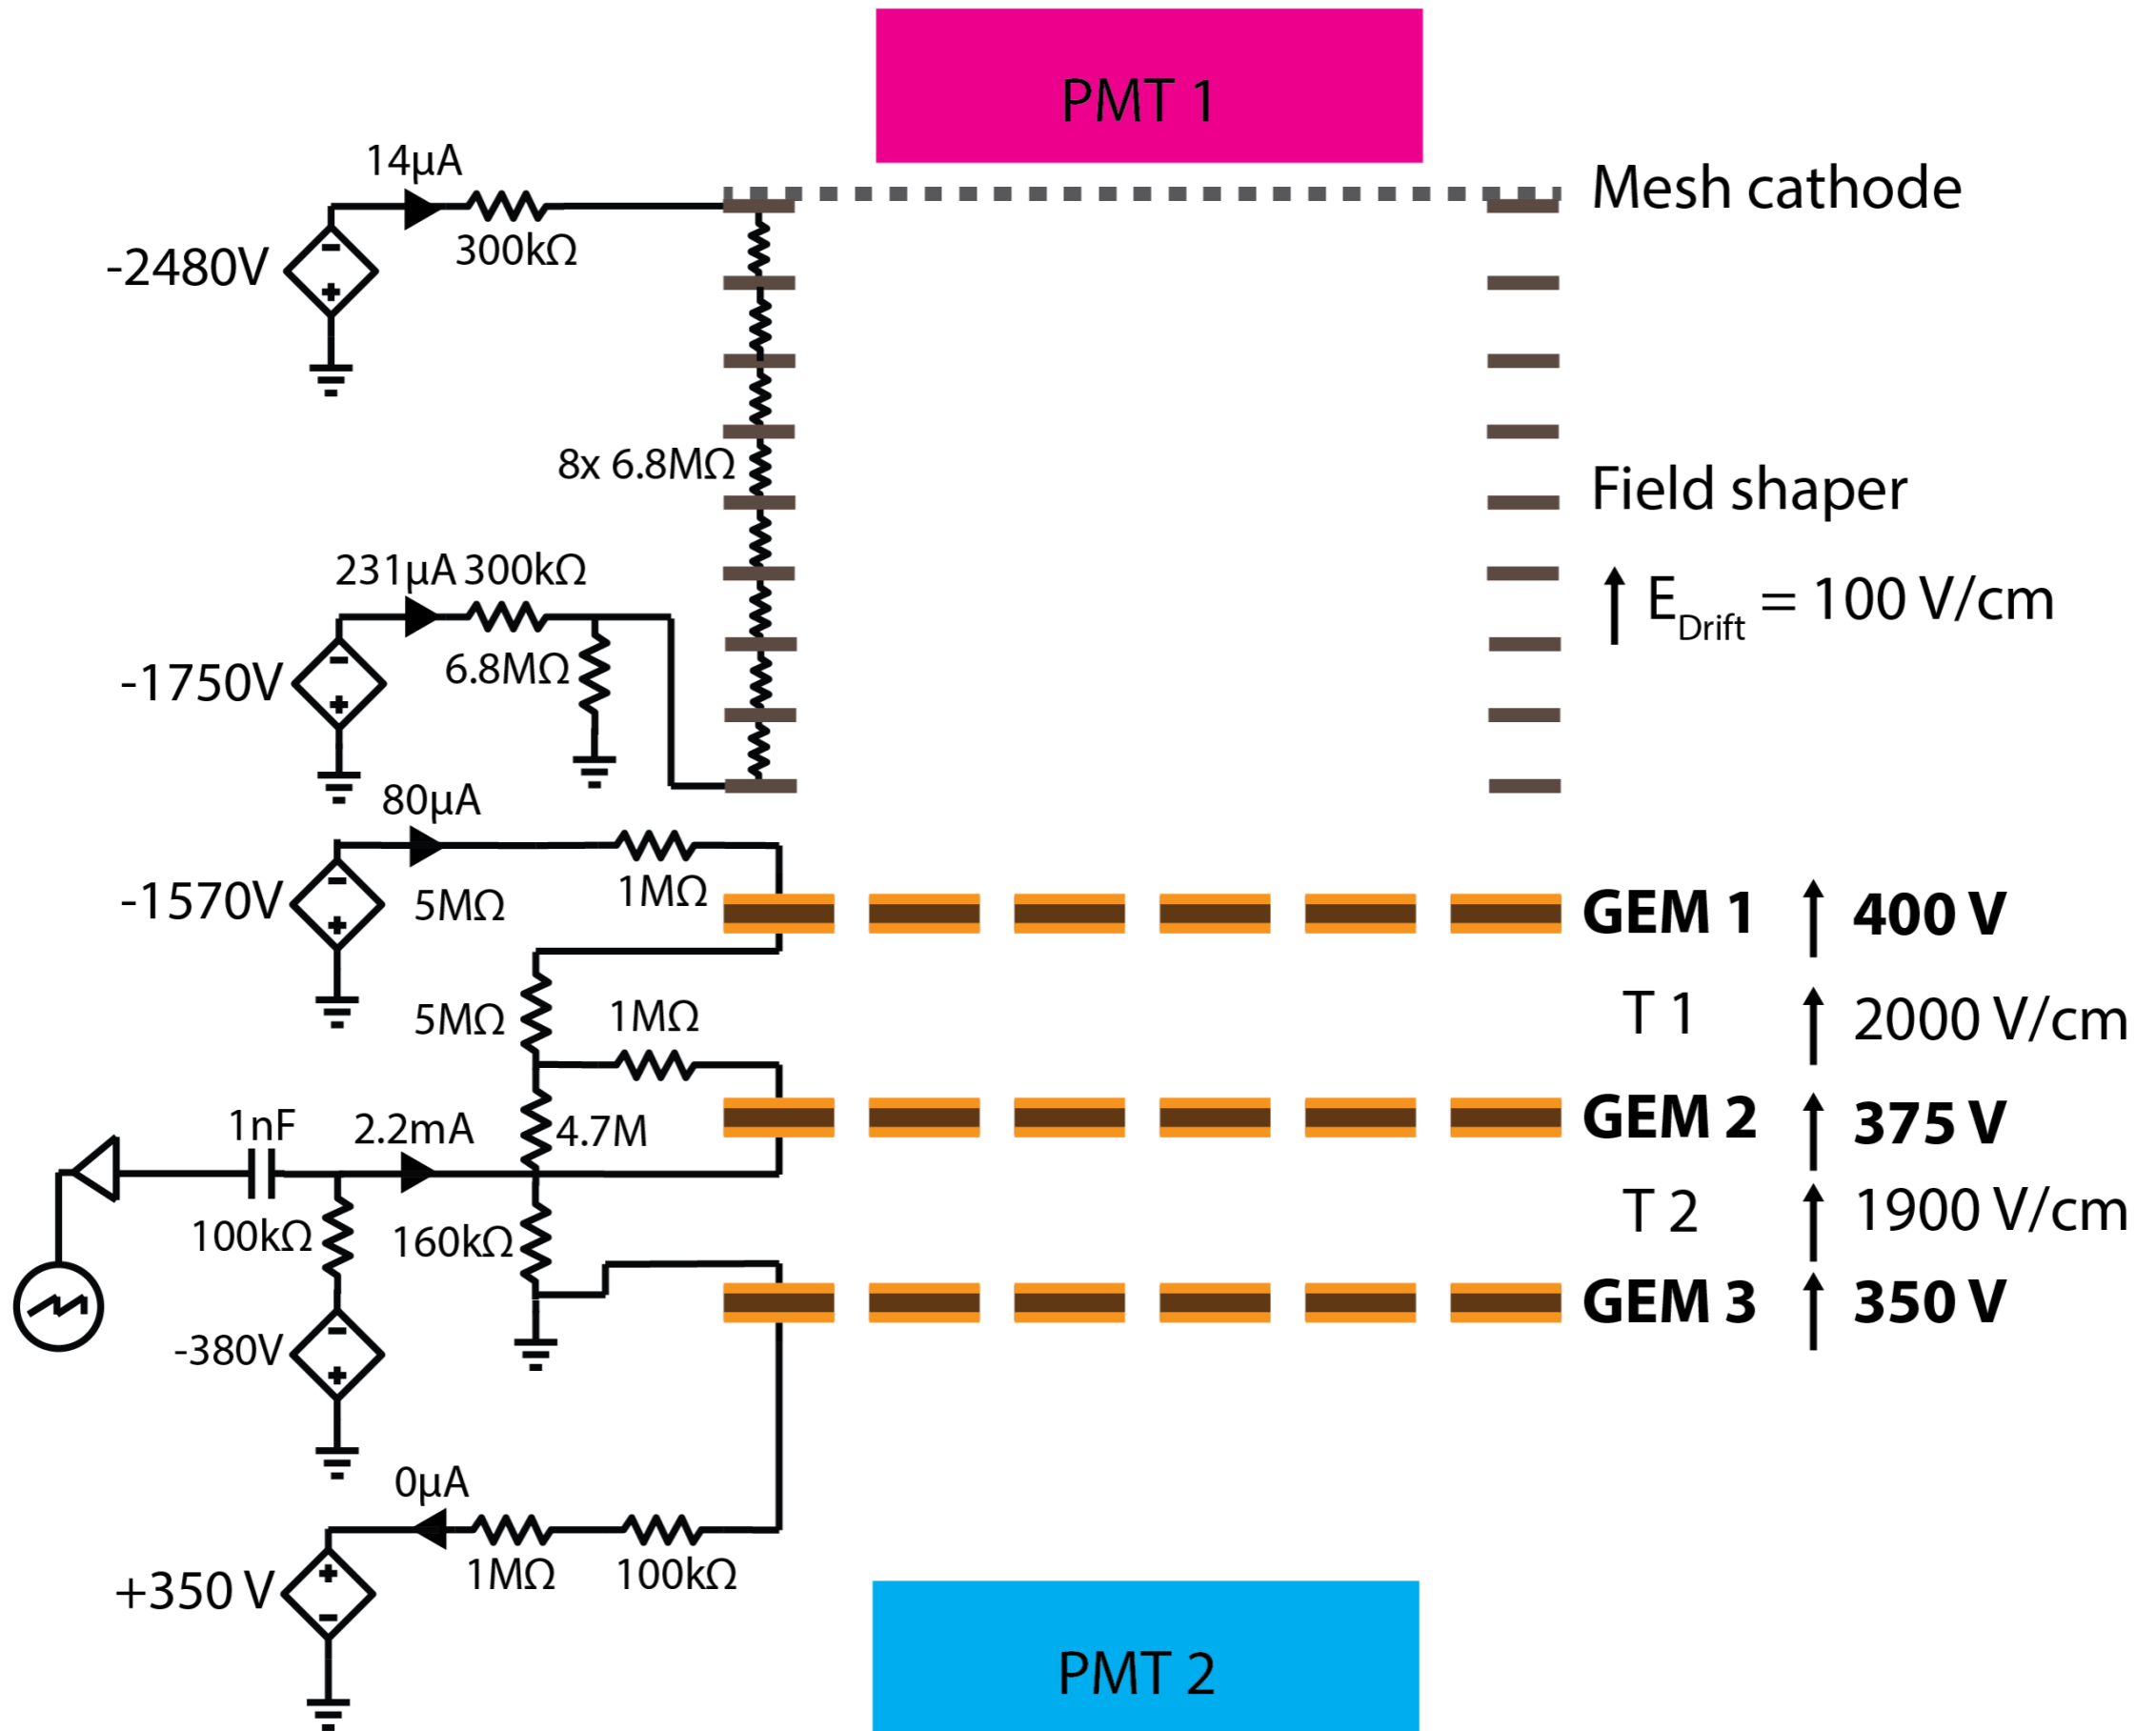 PMT 1
14µA
Mesh cathode
300kΩ
-2480V
8x 6.8MΩ
Field shaper
231µA 300kΩ
E Drift = 100 V/cm
6.8MΩ
-1750V
80µA
1MΩ
-1570V
5MΩ
GEM 1 400 V
5MΩ
1MΩ
T 1 2000 V/cm
1nF
2.2mA
4.7M
GEM 2 375 V
100kΩ
160kΩ
T 2 1900 V/cm
GEM 3 350 V
-380V
0µA
1MΩ
100kΩ
+350 V
PMT 2